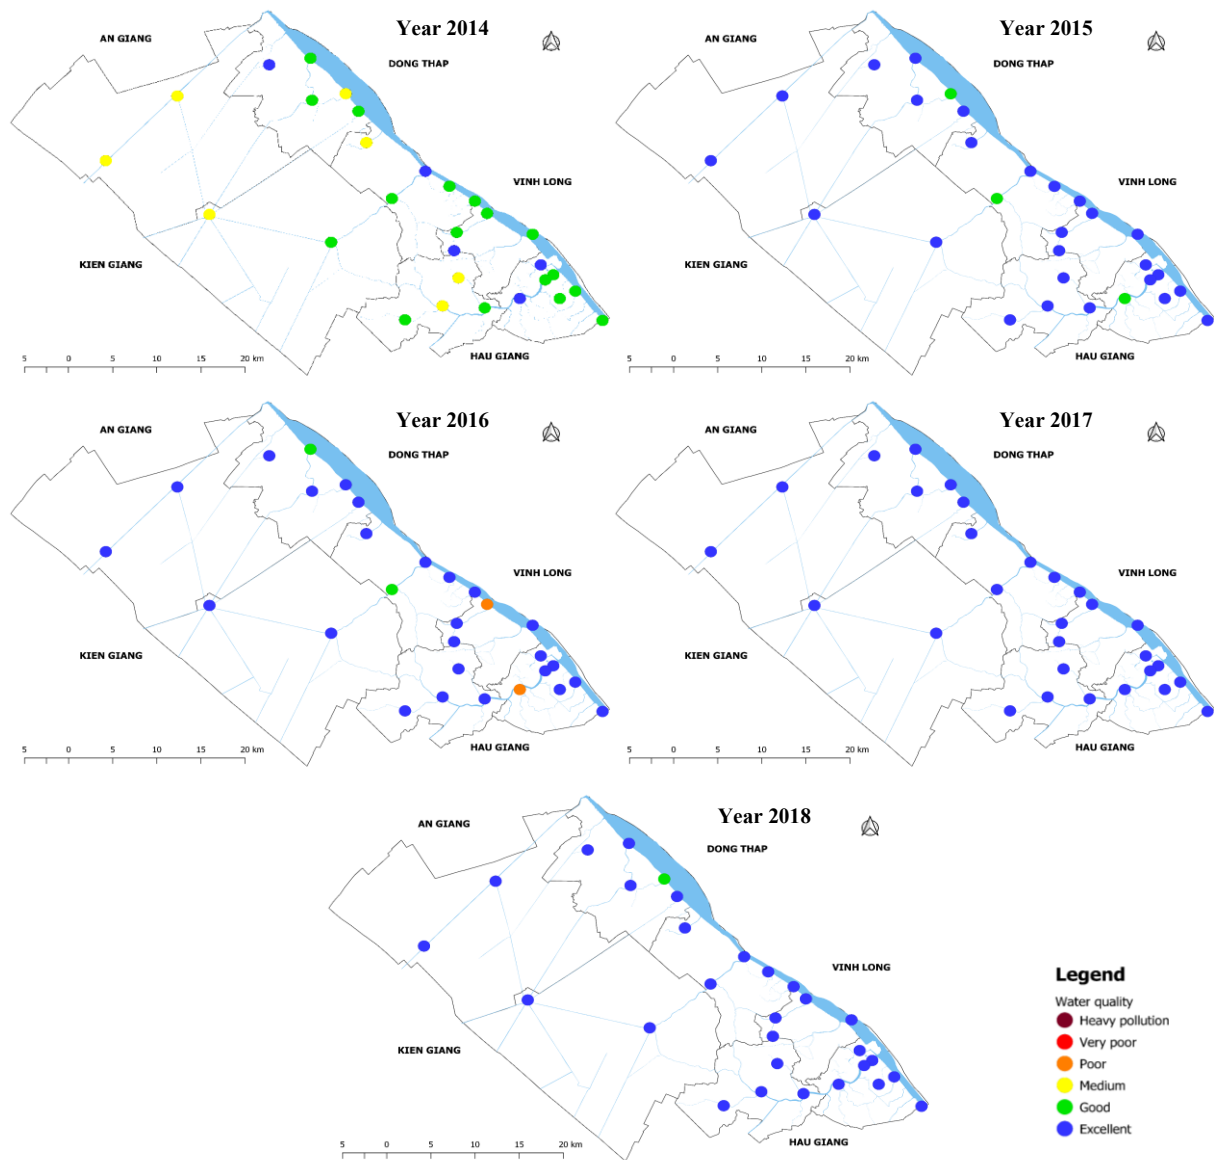 Year 2014
AN GIANG
DONG THAP
VINH LONG
KIEN GIANG
HAU GIANG
5 0 5 10 15 20 km
Year 2015
AN GIANG
DONG THAP
VINH LONG
KIEN GIANG
HAU GIANG
5 0 5 10 15 20 km
Year 2016
AN GIANG
DONG THAP
VINH LONG
KIEN GIANG
HAU GIANG
5 0 5 10 15 20 km
Year 2017
AN GIANG
DONG THAP
VINH LONG
KIEN GIANG
HAU GIANG
5 0 5 10 15 20 km
Year 2018
AN GIANG
DONG THAP
VINH LONG
KIEN GIANG
HAU GIANG
5 0 5 10 15 20 km
Legend
Water quality
Heavy pollution
Very poor
Poor
Medium
Good
Excellent